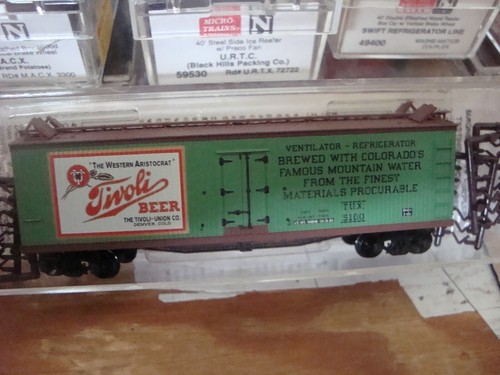 M.A.C.X.
RD# M.A.C.X. 3300
MICRO-
TRAINS
N
40' Steel Side Ice Reefer
w/ Preco Fan
U.R.T.C.
(Black Hills Packing Co.)
59530 Rd# U.R.T.X. 72722
N
SWIFT REFRIGERATOR LINE
49400
"THE WESTERN ARISTOCRAT"
Tivoli
BEER
THE TIVOLI-UNION CO.
DENVER, COLO.
VENTILATOR - REFRIGERATOR
BREWED WITH COLORADO'S
FAMOUS MOUNTAIN WATER
FROM THE FINEST
MATERIALS PROCURABLE